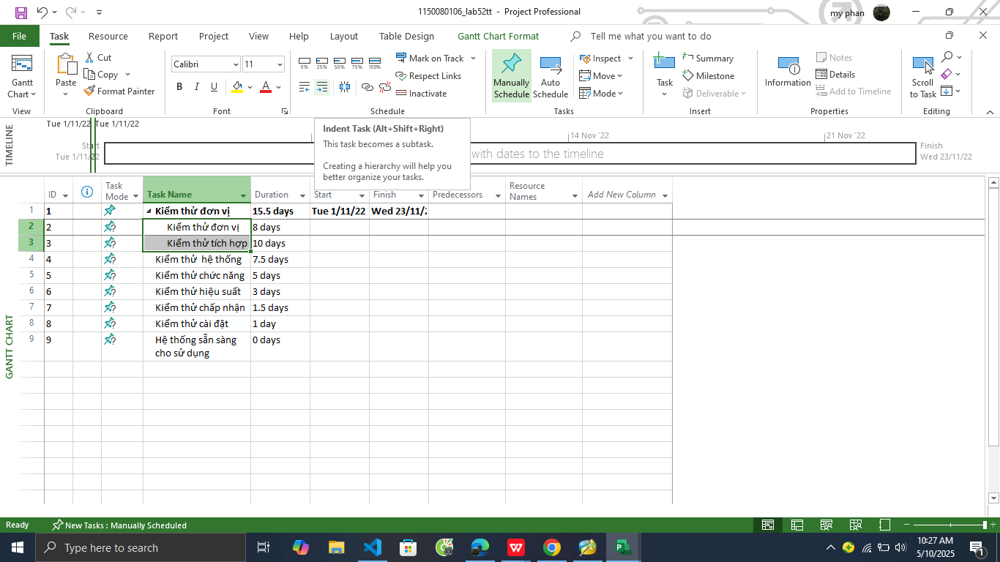 1150080106_lab52tt - Project Professional
my phan
File Task Resource Report Project View Help Layout Table Design Gantt Chart Format Tell me what you want to do
Gantt Chart
View
Paste
Cut
Copy
Format Painter
Clipboard
Calibri 11
B I U A
Font
0% 25% 50% 75% 100%
Mark on Track
Respect Links
Inactivate
Schedule
Manually Schedule
Auto Schedule
Inspect
Move
Mode
Tasks
Task
Summary
Milestone
Deliverable
Insert
Information
Notes
Details
Add to Timeline
Properties
Scroll to Task
Editing
Indent Task (Alt+Shift+Right)
This task becomes a subtask.
Creating a hierarchy will help you
better organize your tasks.
TIMELINE
Tue 1/11/22 Tue 1/11/22
14 Nov '22 21 Nov '22
Start
Tue 1/11/22
with dates to the timeline
Finish
Wed 23/11/22
GANTT CHART
ID Task Mode Task Name Duration Start Finish Predecessors Resource Names Add New Column
1 1 Kiểm thử đơn vị 15.5 days Tue 1/11/22 Wed 23/11/
2 2 Kiểm thử đơn vị 8 days
3 3 Kiểm thử tích hợp 10 days
4 4 Kiểm thử hệ thống 7.5 days
5 5 Kiểm thử chức năng 5 days
6 6 Kiểm thử hiệu suất 3 days
7 7 Kiểm thử chấp nhận 1.5 days
8 8 Kiểm thử cài đặt 1 day
9 9 Hệ thống sẵn sàng 0 days
cho sử dụng
Ready New Tasks : Manually Scheduled
Type here to search
10:27 AM
5/10/2025
1